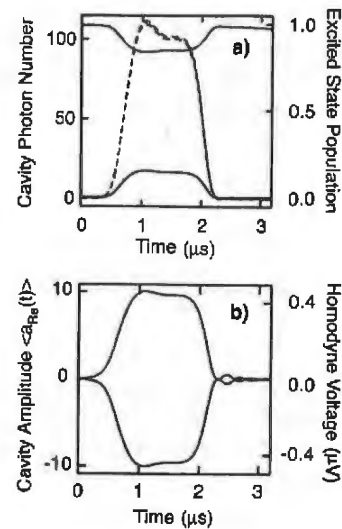 a)
Cavity Photon Number
100
50
0
Excited State Population
1.0
0.5
0.0
0 1 2 3
Time (μs)
b)
Cavity Amplitude <aRe(t)>
10
0
-10
Homodyne Voltage (μV)
0.4
0.0
-0.4
0 1 2 3
Time (μs)